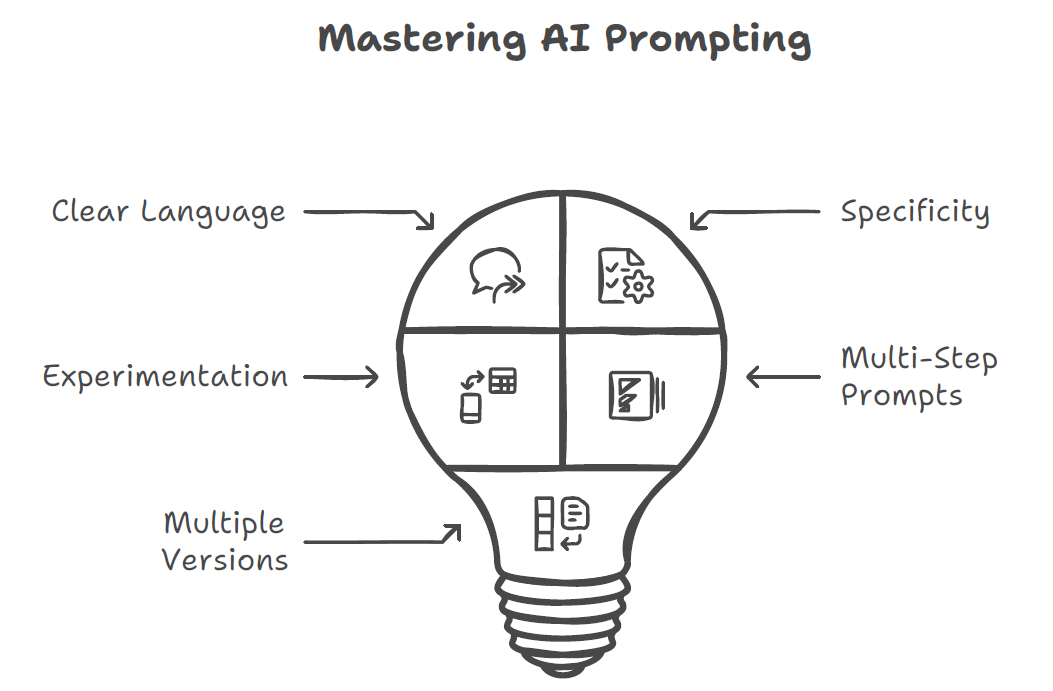 Mastering AI Prompting
Clear Language
Specificity
Experimentation
Multi-Step
Prompts
Multiple
Versions